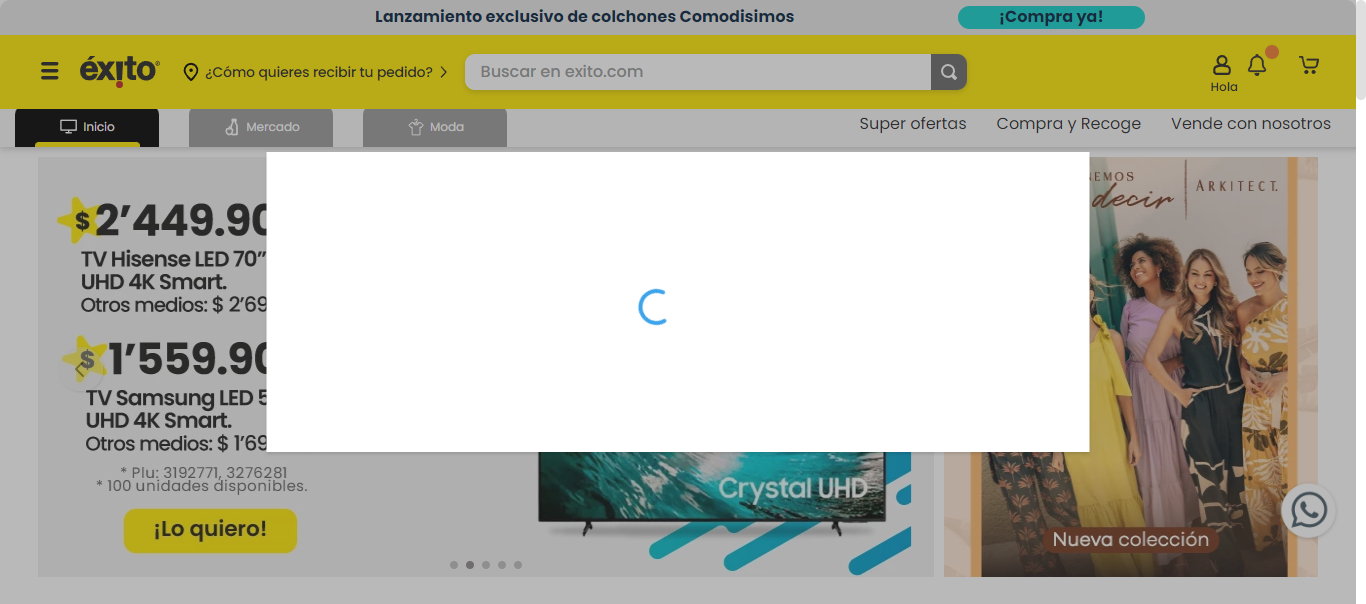 Lanzamiento exclusivo de colchones Comodisimos
¡Compra ya!
éxito
¿Cómo quieres recibir tu pedido?
Buscar en exito.com
Hola
Inicio
Mercado
Moda
Super ofertas
Compra y Recoge
Vende con nosotros
$ 2’449.90
TV Hisense LED 70”
UHD 4K Smart.
Otros medios: $ 2’69
$ 1’559.90
TV Samsung LED 5
UHD 4K Smart.
Otros medios: $ 1’69
* Plu: 3192771, 3276281
* 100 unidades disponibles.
¡Lo quiero!
Crystal UHD
decir
ARKITECT.
Nueva colección